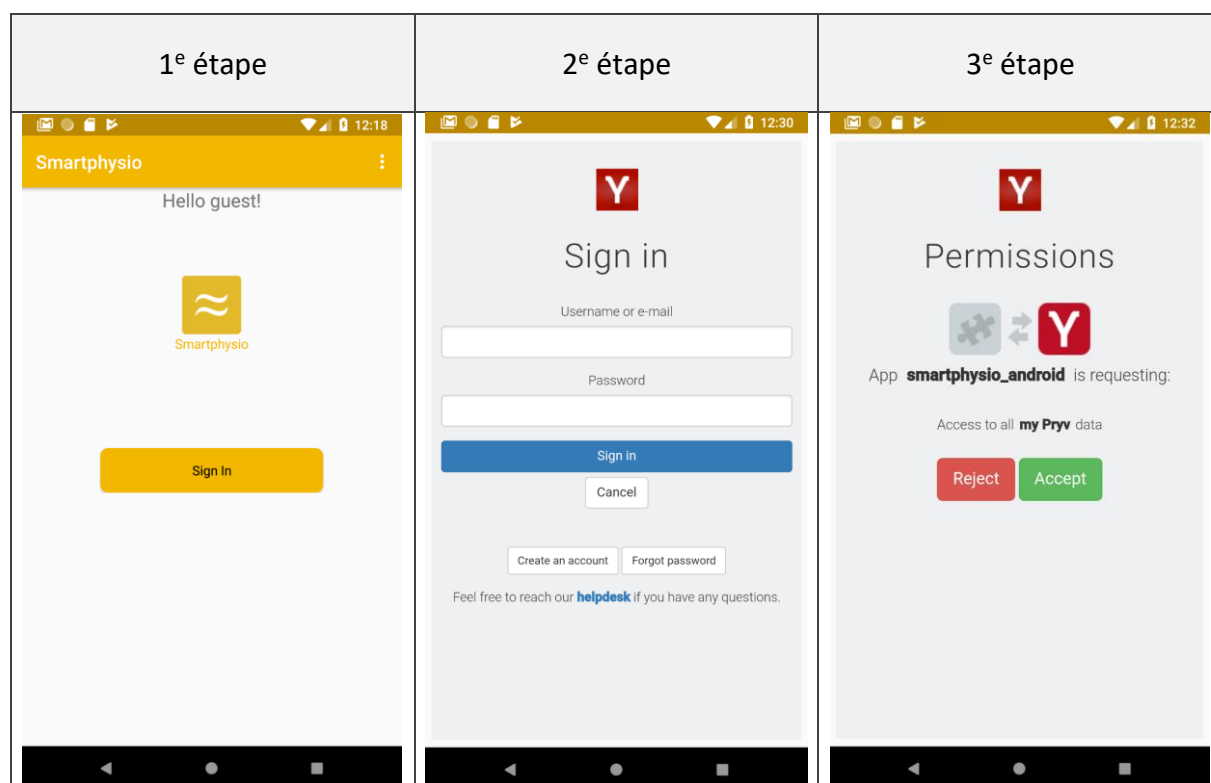 1e étape
2e étape
3e étape
12:18
Smartphysio
Hello guest!
Smartphysio
Sign In
12:30
Y
Sign in
Username or e-mail
Password
Sign in
Cancel
Create an account Forgot password
Feel free to reach our helpdesk if you have any questions.
12:32
Y
Permissions
Y
App smartphysio_android is requesting:
Access to all my Pryv data
Reject Accept